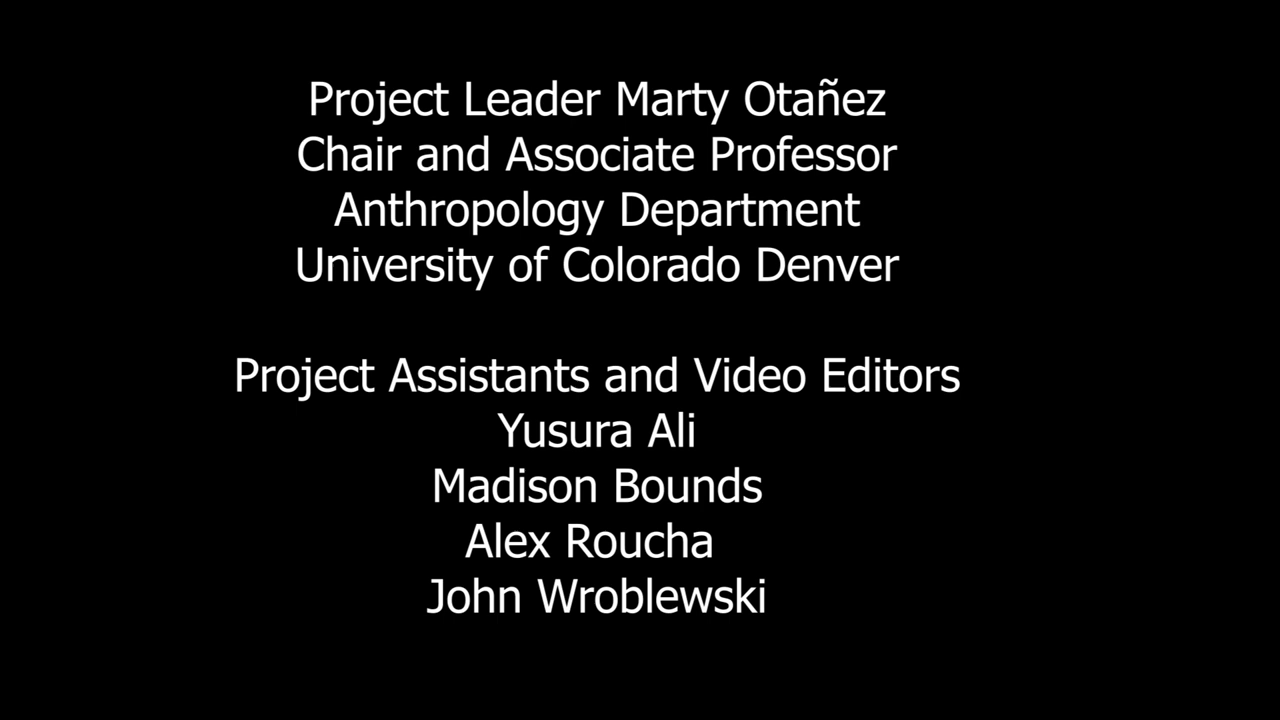 Project Leader Marty Otañez
Chair and Associate Professor
Anthropology Department
University of Colorado Denver
Project Assistants and Video Editors
Yusura Ali
Madison Bounds
Alex Roucha
John Wroblewski